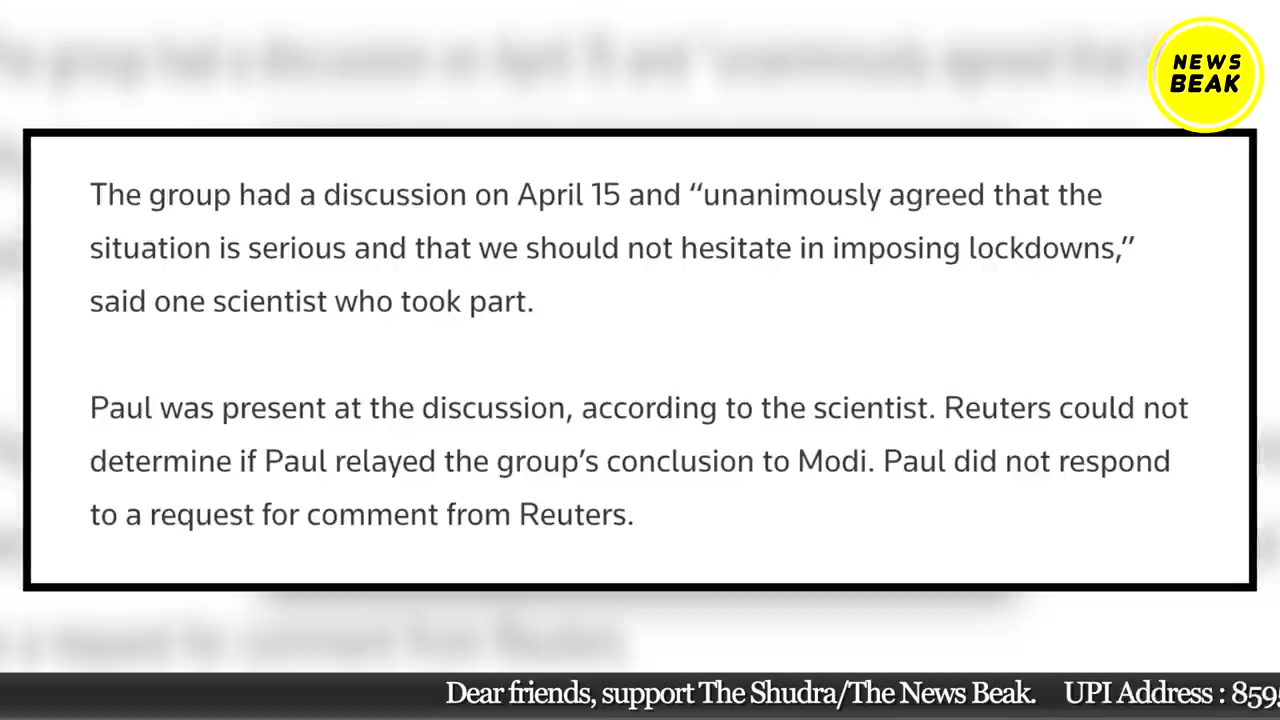 NEWS
BEAK
The group had a discussion on April 15 and “unanimously agreed that the
situation is serious and that we should not hesitate in imposing lockdowns,”
said one scientist who took part.
Paul was present at the discussion, according to the scientist. Reuters could not
determine if Paul relayed the group’s conclusion to Modi. Paul did not respond
to a request for comment from Reuters.
Dear friends, support The Shudra/The News Beak. UPI Address : 859